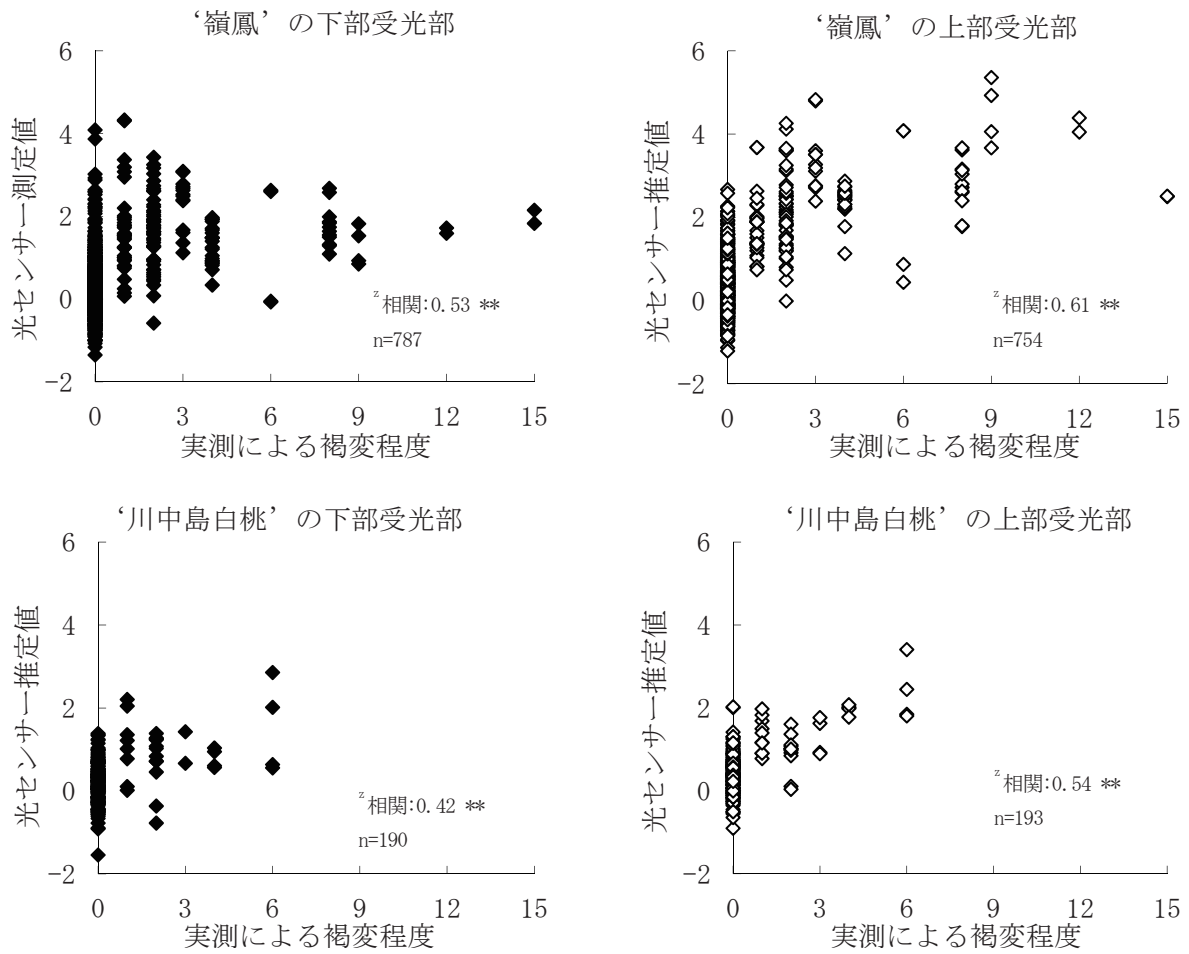 ‘嶺鳳’の下部受光部
6
4
2
0
−2
光センサー測定値
z相関:0.53 **
n=787
0 3 6 9 12 15
実測による褐変程度
‘嶺鳳’の上部受光部
6
4
2
0
−2
光センサー推定値
z相関:0.61 **
n=754
0 3 6 9 12 15
実測による褐変程度
‘川中島白桃’の下部受光部
6
4
2
0
−2
光センサー推定値
z相関:0.42 **
n=190
0 3 6 9 12 15
実測による褐変程度
‘川中島白桃’の上部受光部
6
4
2
0
−2
光センサー推定値
z相関:0.54 **
n=193
0 3 6 9 12 15
実測による褐変程度